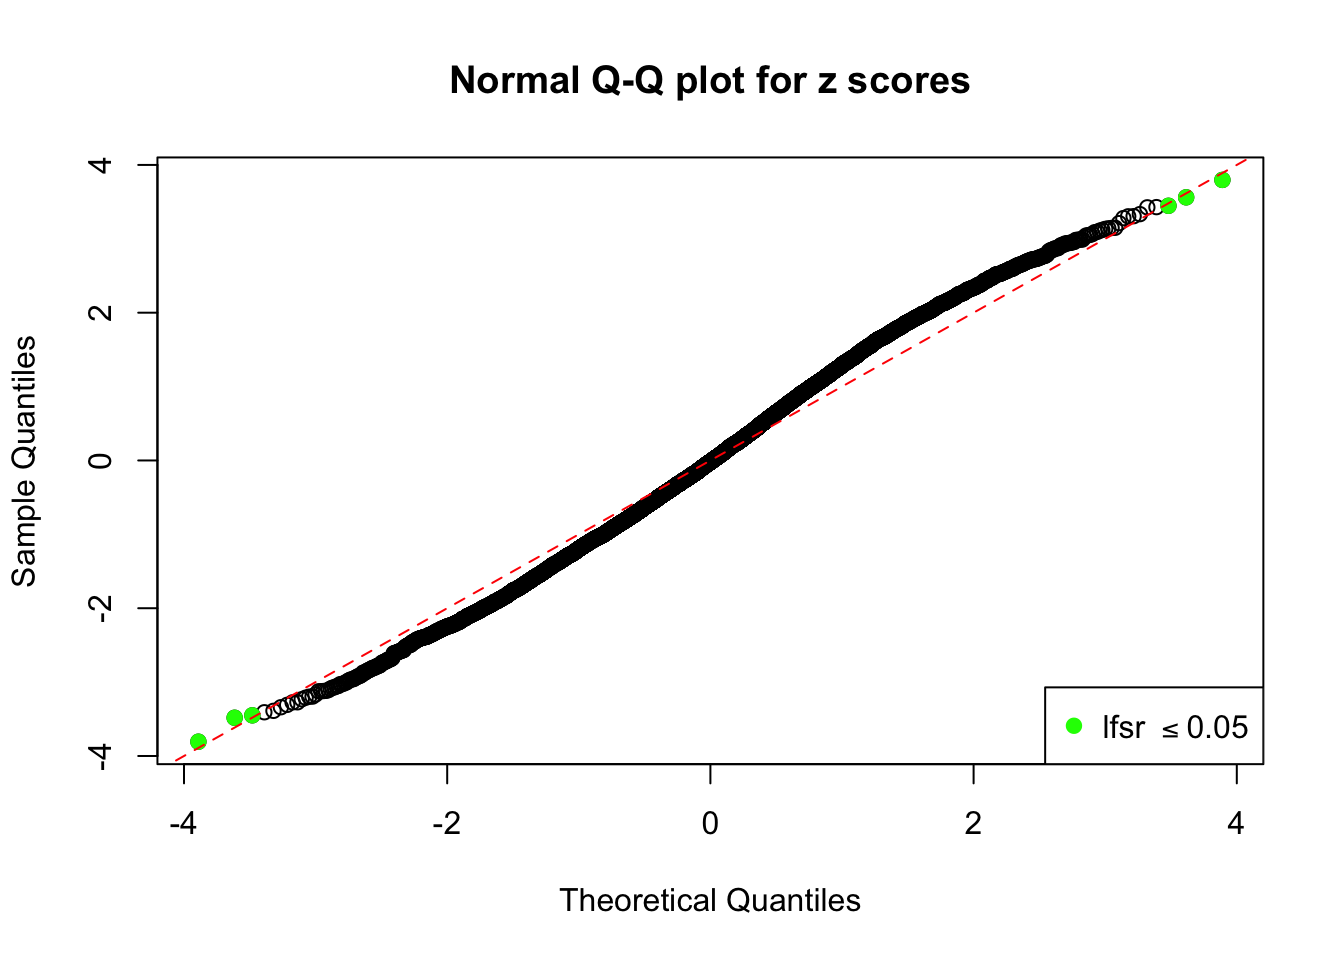 Normal Q-Q plot for z scores
Sample Quantiles
4
2
0
-2
-4
lfsr ≤ 0.05
-4 -2 0 2 4
Theoretical Quantiles